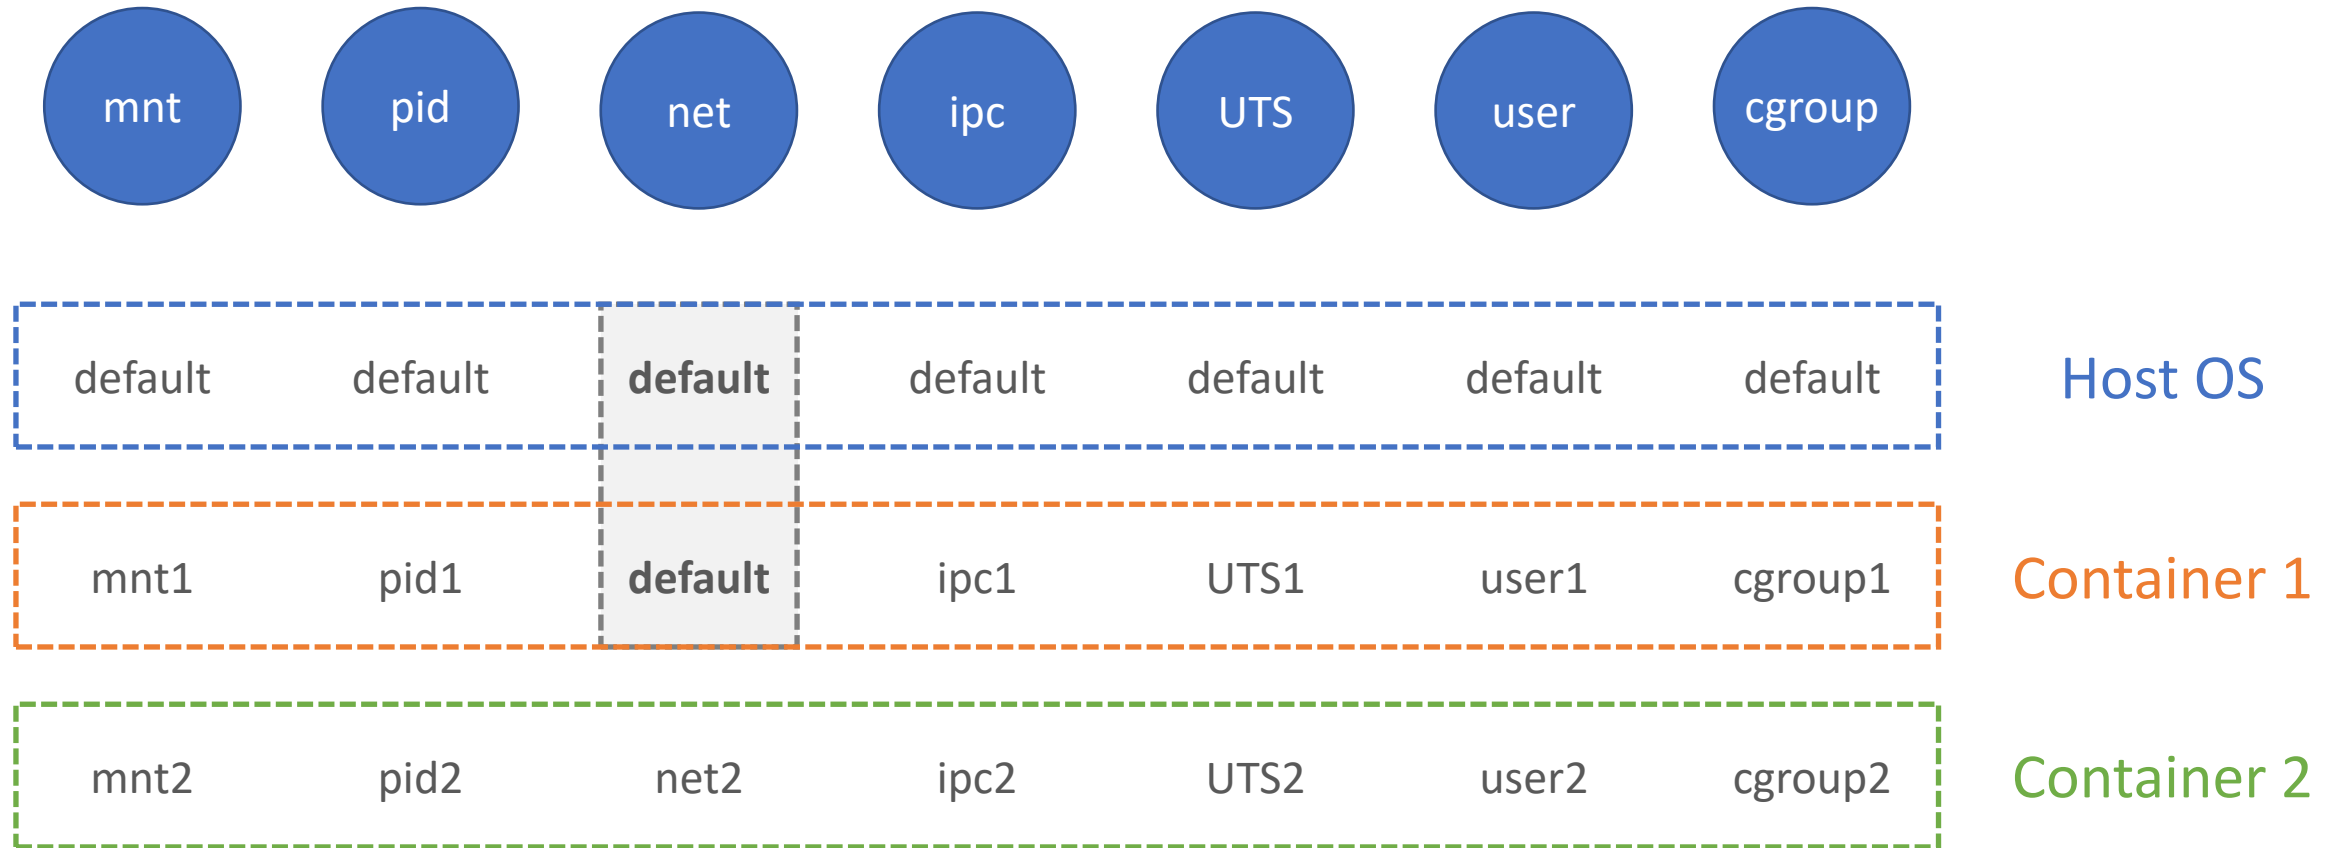 mnt pid net ipc UTS user cgroup
default default default default default default default Host OS
mnt1 pid1 default ipc1 UTS1 user1 cgroup1 Container 1
mnt2 pid2 net2 ipc2 UTS2 user2 cgroup2 Container 2